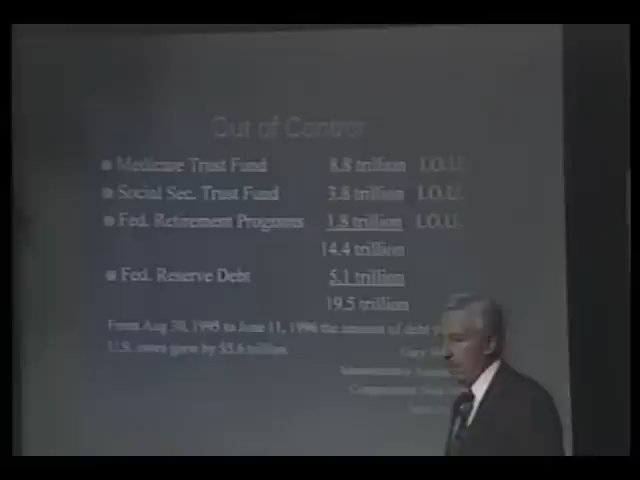 Out of Control
Medicare Trust Fund 8.8 trillion I.O.U.
Social Sec. Trust Fund 3.8 trillion I.O.U.
Fed. Retirement Programs 1.8 trillion I.O.U.
14.4 trillion
Fed. Reserve Debt 5.1 trillion
19.5 trillion
From Aug 30, 1995 to June 11, 1996 the amount of debt
U.S. owes grew by $5.6 trillion
Gary